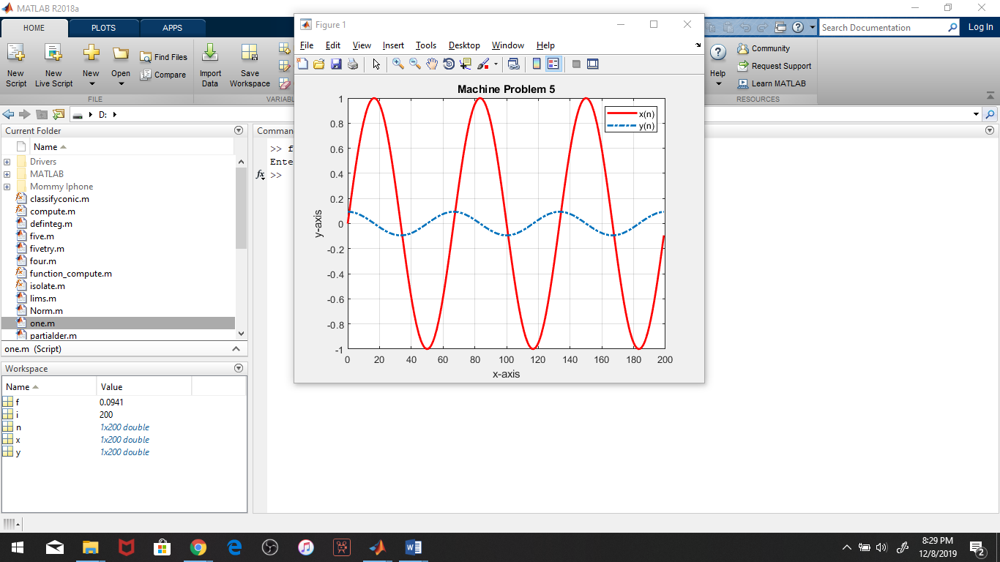 MATLAB R2018a
HOME
PLOTS
APPS
Search Documentation
Log In
New Script
New Live Script
New
Open
Find Files
Compare
Import Data
Save Workspace
FILE
VARIABL
Help
Community
Request Support
Learn MATLAB
RESOURCES
D:
Current Folder
Name
Drivers
MATLAB
Mommy Iphone
classifyconic.m
compute.m
definteg.m
five.m
fivetry.m
four.m
function_compute.m
isolate.m
lims.m
Norm.m
one.m
partialder.m
one.m (Script)
Workspace
Name Value
f 0.0941
i 200
n 1x200 double
x 1x200 double
y 1x200 double
Comman
>> f
Ente
fx >>
Figure 1
File Edit View Insert Tools Desktop Window Help
Machine Problem 5
x(n)
y(n)
1
0.8
0.6
0.4
0.2
0
-0.2
-0.4
-0.6
-0.8
-1
y-axis
0 20 40 60 80 100 120 140 160 180 200
x-axis
8:29 PM
12/8/2019
2